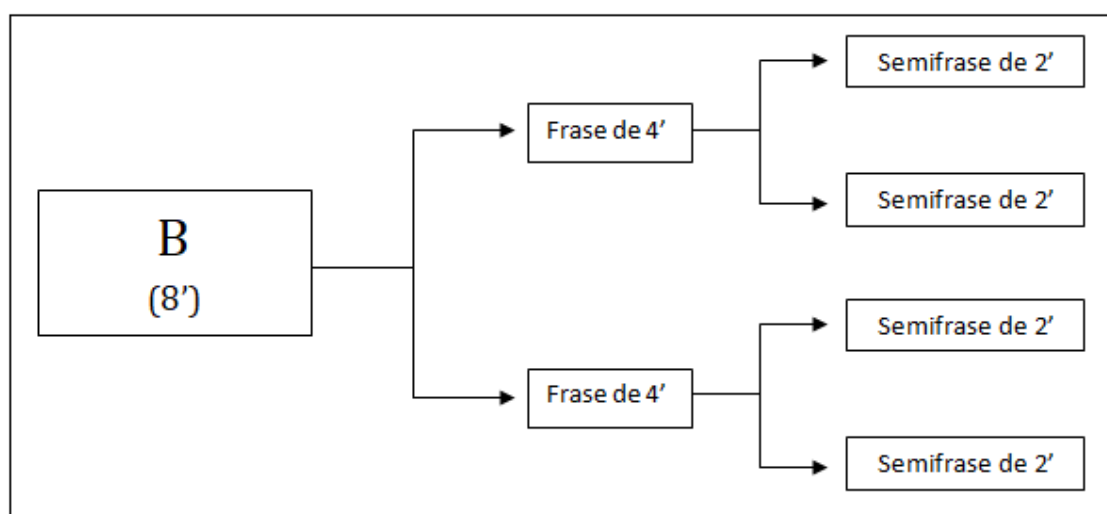 B
(8’)
Frase de 4’
Semifrase de 2’
Semifrase de 2’
Frase de 4’
Semifrase de 2’
Semifrase de 2’